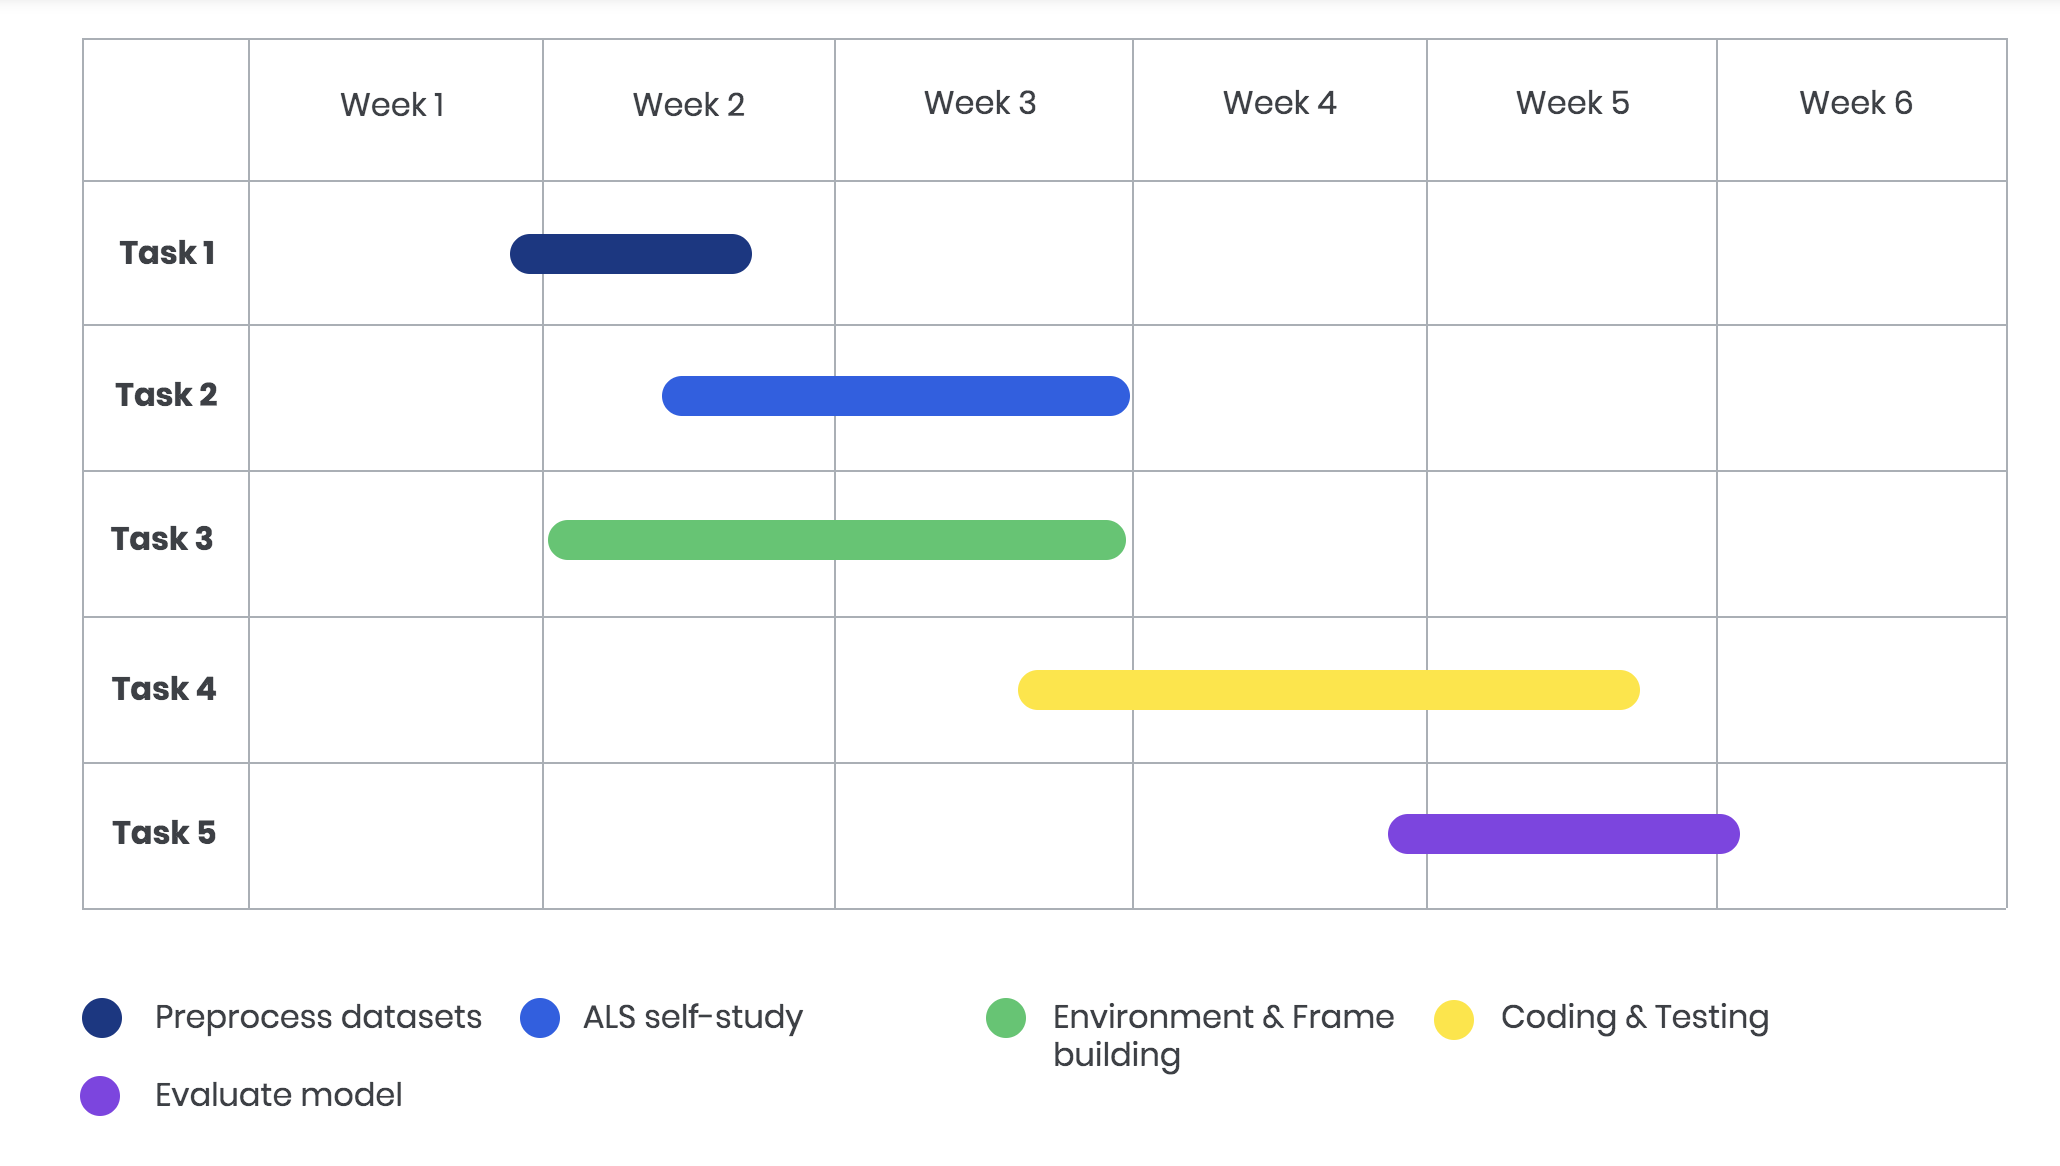 Week 1
Week 2
Week 3
Week 4
Week 5
Week 6
Task 1
Task 2
Task 3
Task 4
Task 5
Preprocess datasets
ALS self-study
Environment & Frame
building
Coding & Testing
Evaluate model